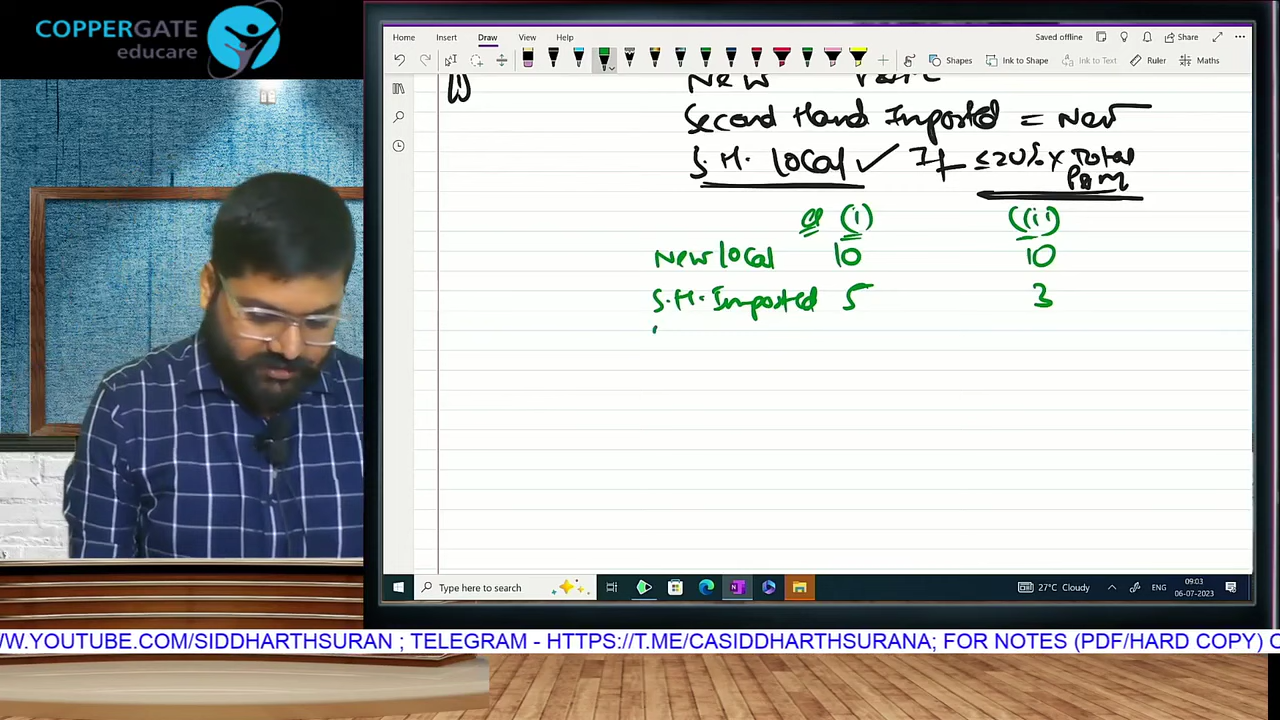 COPPERGATE
educare
Home Insert Draw View Help
Saved offline
Share
Shapes
Ink to Shape
Ink to Text
Ruler
Maths
(i)
New P&M
Second Hand Imported = New
S.H. local ✓ If ≤20% x Total P&M
(i) (ii)
New local 10 10
S.H. Imported 5 3
Type here to search
27°C Cloudy
ENG
09:03
06-07-2023
WW.YOUTUBE.COM/SIDDHARTHSURAN ; TELEGRAM - HTTPS://T.ME/CASIDDHARTHSURANA; FOR NOTES (PDF/HARD COPY) C